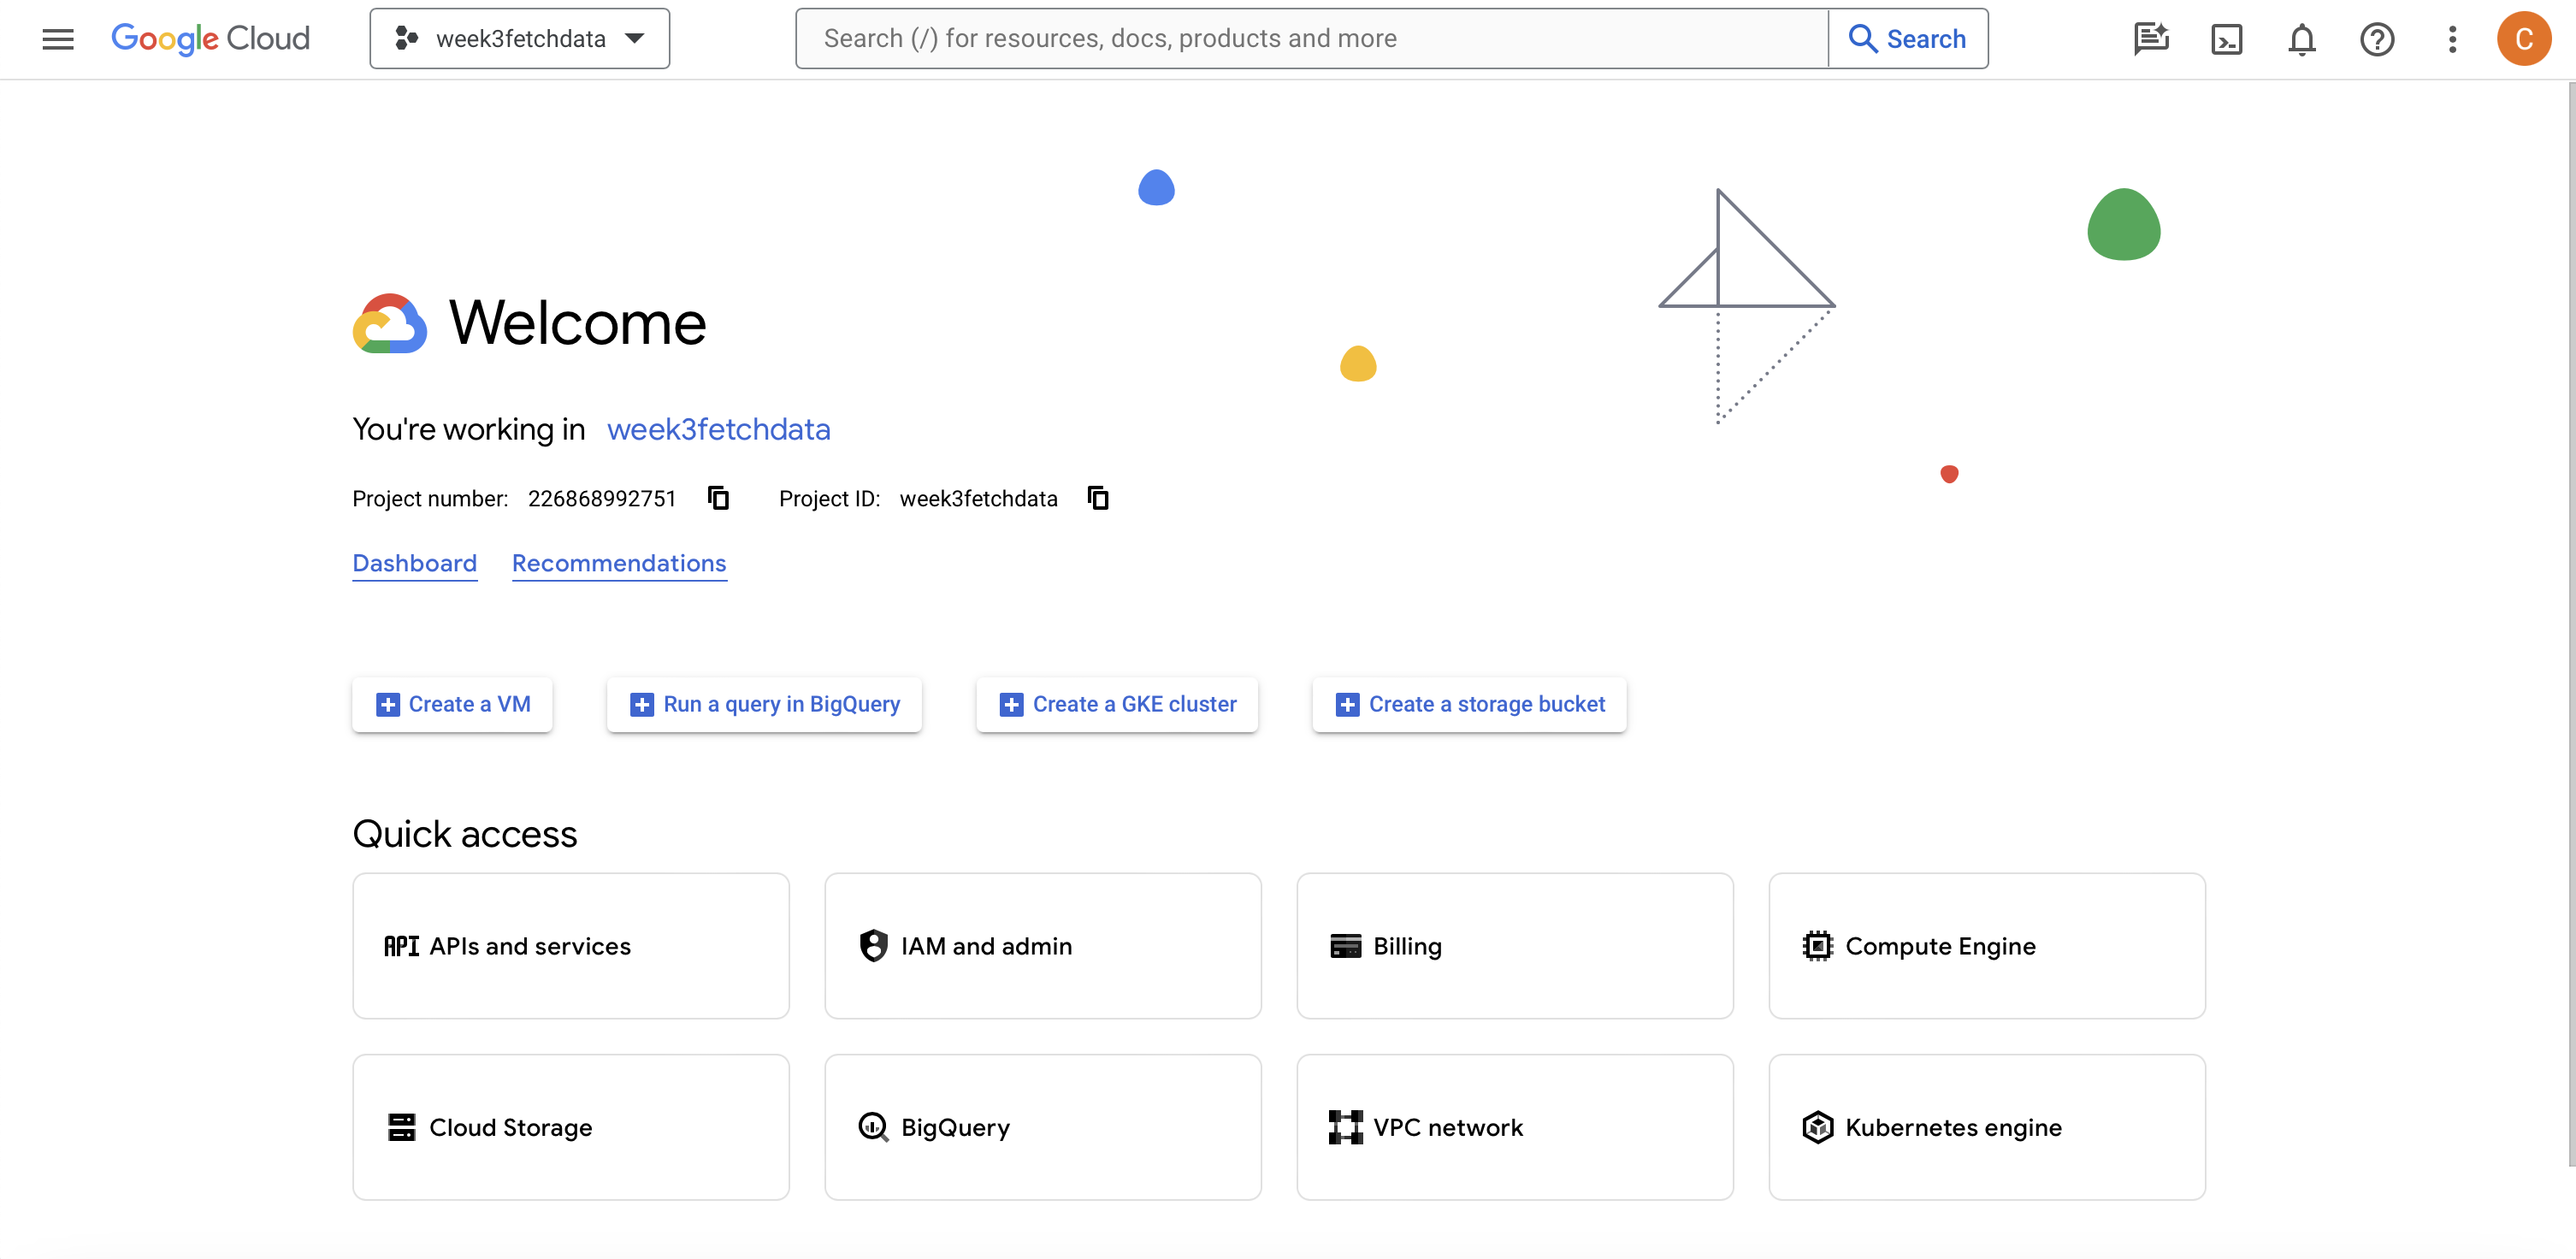 Google Cloud week3fetchdata Search (/) for resources, docs, products and more Search C
Welcome
You're working in week3fetchdata
Project number: 226868992751 Project ID: week3fetchdata
Dashboard Recommendations
Create a VM Run a query in BigQuery Create a GKE cluster Create a storage bucket
Quick access
API APIs and services IAM and admin Billing Compute Engine
Cloud Storage BigQuery VPC network Kubernetes engine